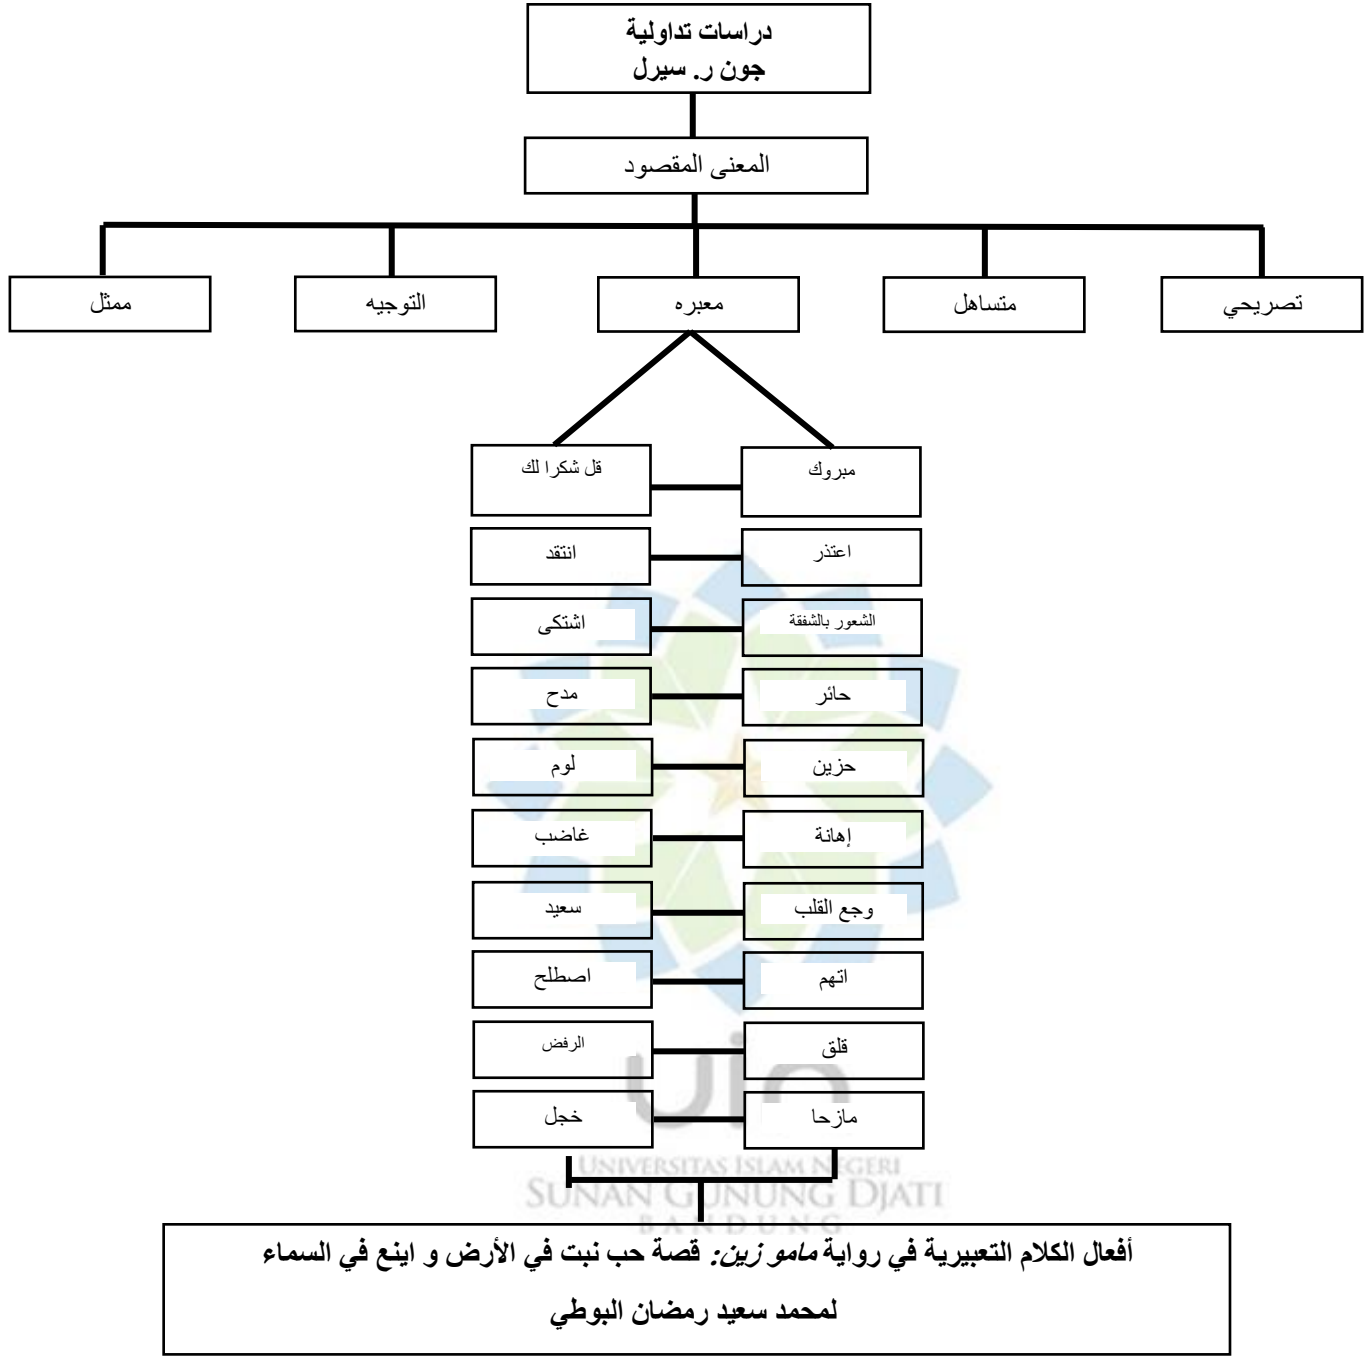 دراسات تداولية
جون ر. سيرل
المعنى المقصود
تصريحي
متساهل
معبره
التوجيه
ممثل
مبروك
قل شكرا لك
اعتذر
انتقد
الشعور بالشفقة
اشتكى
حائر
مدح
حزين
لوم
إهانة
غاضب
وجع القلب
سعيد
اتهم
اصطلح
قلق
الرفض
مازحا
خجل
uin
UNIVERSITAS ISLAM NEGERI
SUNAN GUNUNG DJATI
BANDUNG
أفعال الكلام التعبيرية في رواية مامو زين: قصة حب نبت في الأرض و اينع في السماء
لمحمد سعيد رمضان البوطي